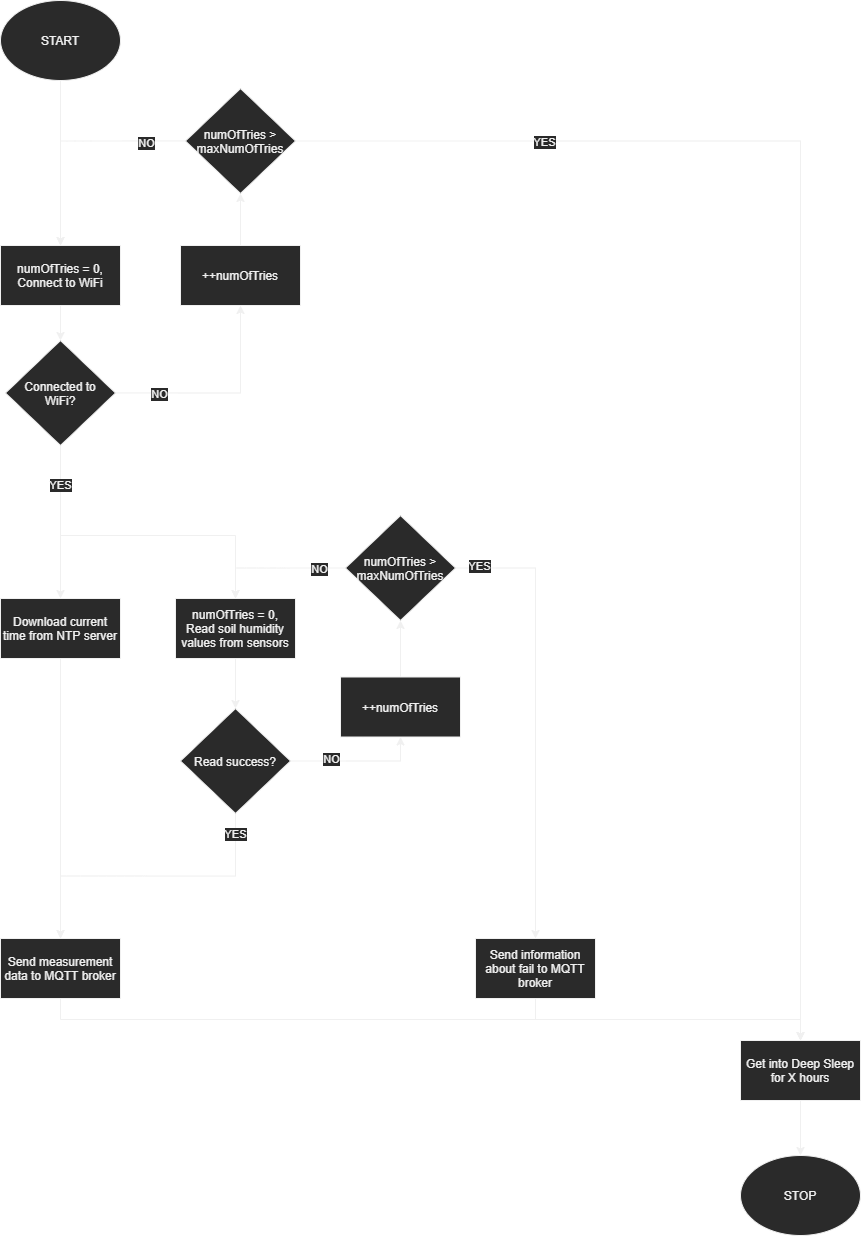 START
numOfTries >
maxNumOfTries
NO
YES
numOfTries = 0,
Connect to WiFi
++numOfTries
Connected to
WiFi?
NO
YES
numOfTries >
maxNumOfTries
NO
YES
Download current
time from NTP server
numOfTries = 0,
Read soil humidity
values from sensors
++numOfTries
Read success?
NO
YES
Send measurement
data to MQTT broker
Send information
about fail to MQTT
broker
Get into Deep Sleep
for X hours
STOP